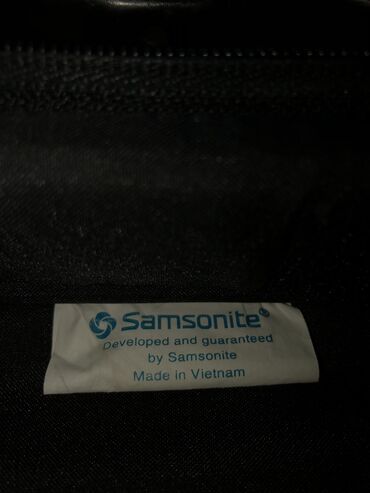 Samsonite
Developed and guaranteed
by Samsonite
Made in Vietnam